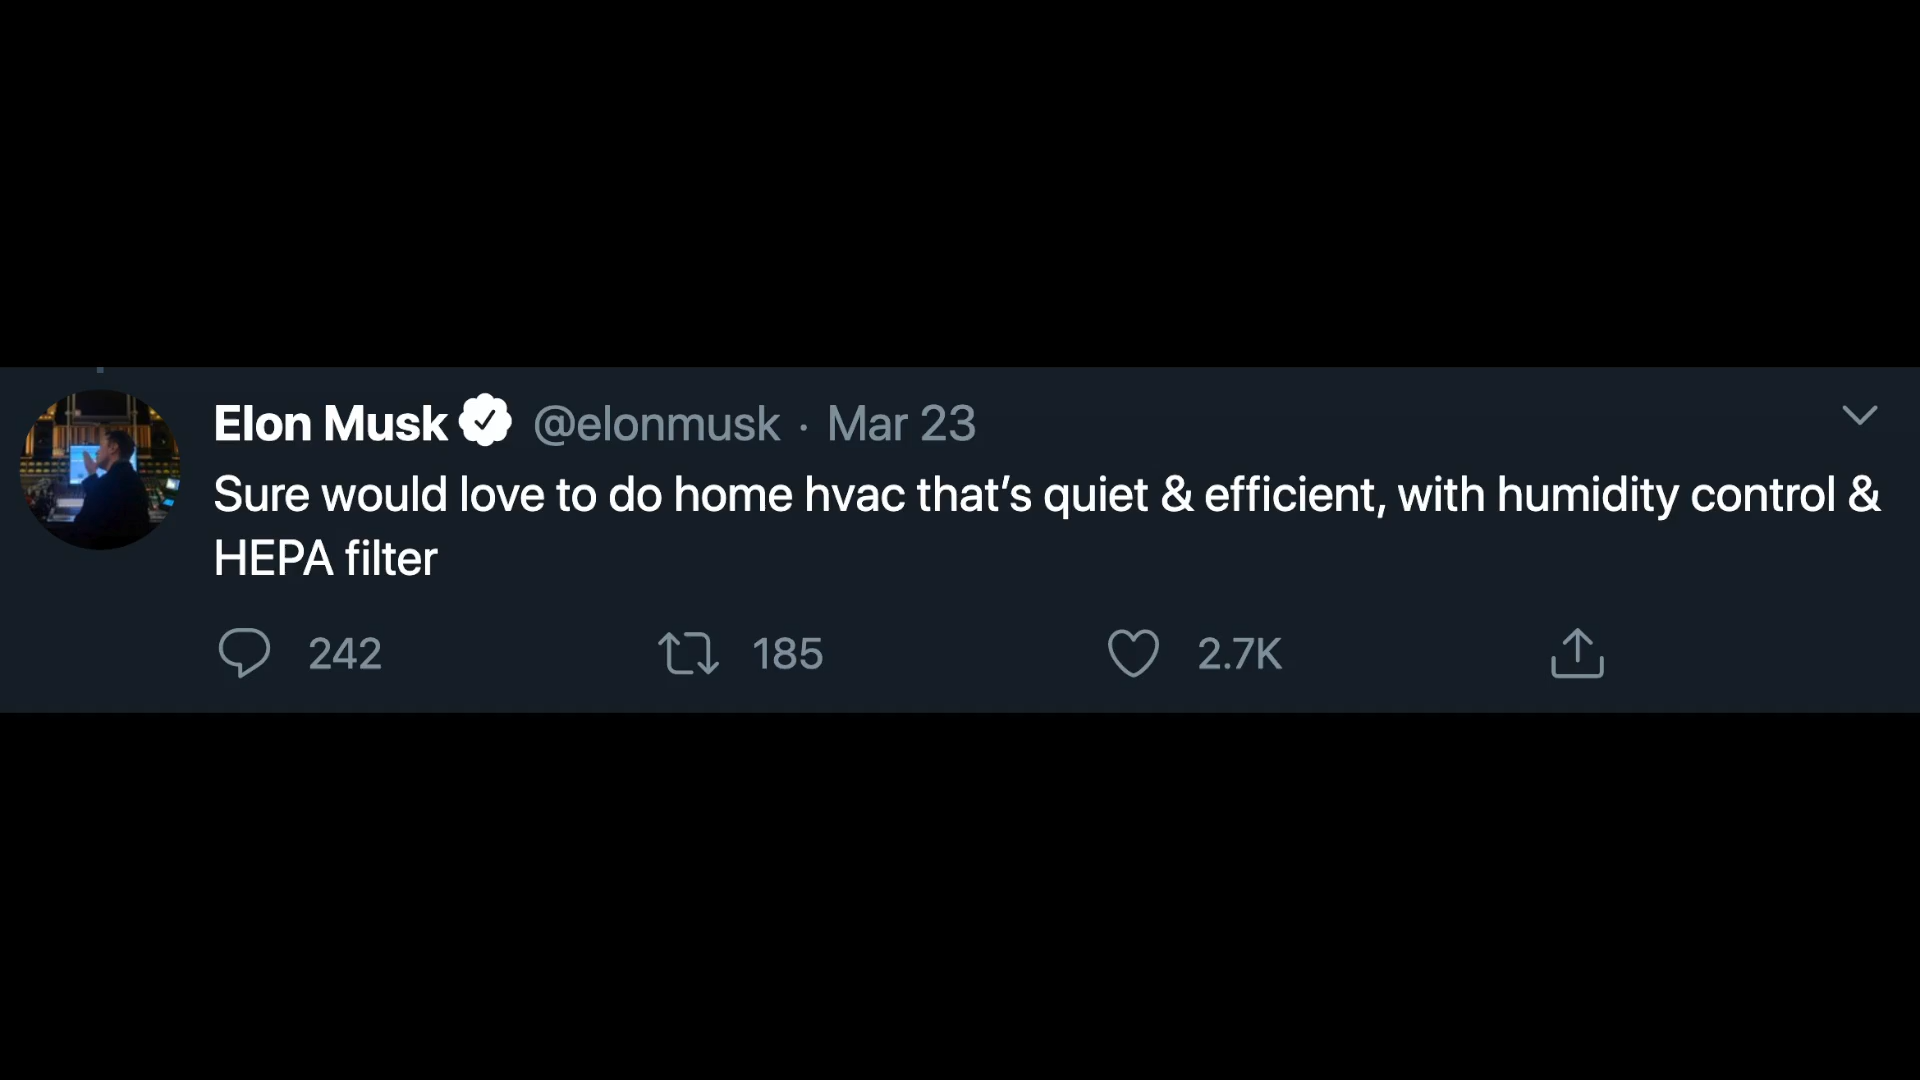 Elon Musk @elonmusk · Mar 23
Sure would love to do home hvac that’s quiet & efficient, with humidity control &
HEPA filter
242 185 2.7K